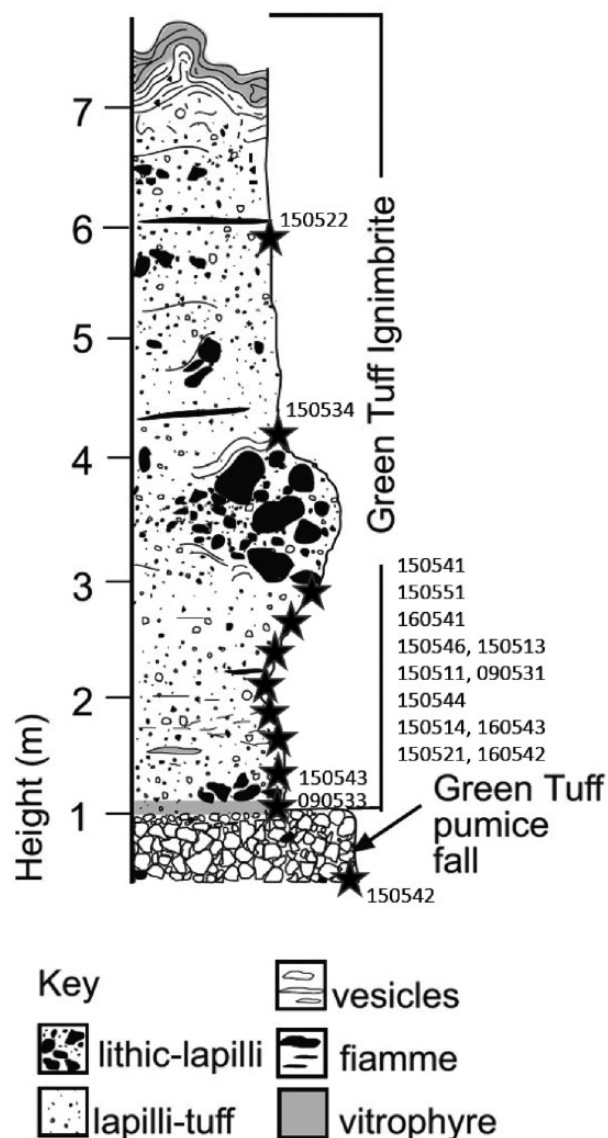 7
6
5
4
3
2
1
Height (m)
150522
150534
Green Tuff Ignimbrite
150541
150551
160541
150546, 150513
150511, 090531
150544
150514, 160543
150521, 160542
150543
090533
Green Tuff
pumice
fall
150542
Key
vesicles
lithic-lapilli
fiamme
lapilli-tuff
vitrophyre